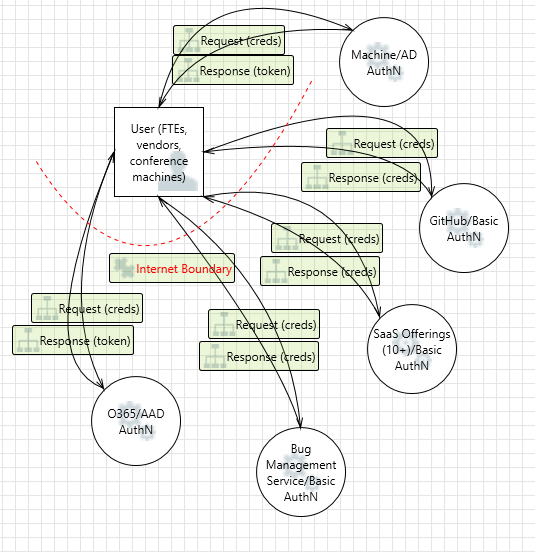 Request (creds)
Response (token)
Machine/AD
AuthN
User (FTEs,
vendors,
conference
machines)
Request (creds)
Response (creds)
GitHub/Basic
AuthN
Request (creds)
Response (creds)
Internet Boundary
Request (creds)
Response (token)
Request (creds)
Response (creds)
SaaS Offerings
(10+)/Basic
AuthN
O365/AAD
AuthN
Bug
Management
Service/Basic
AuthN